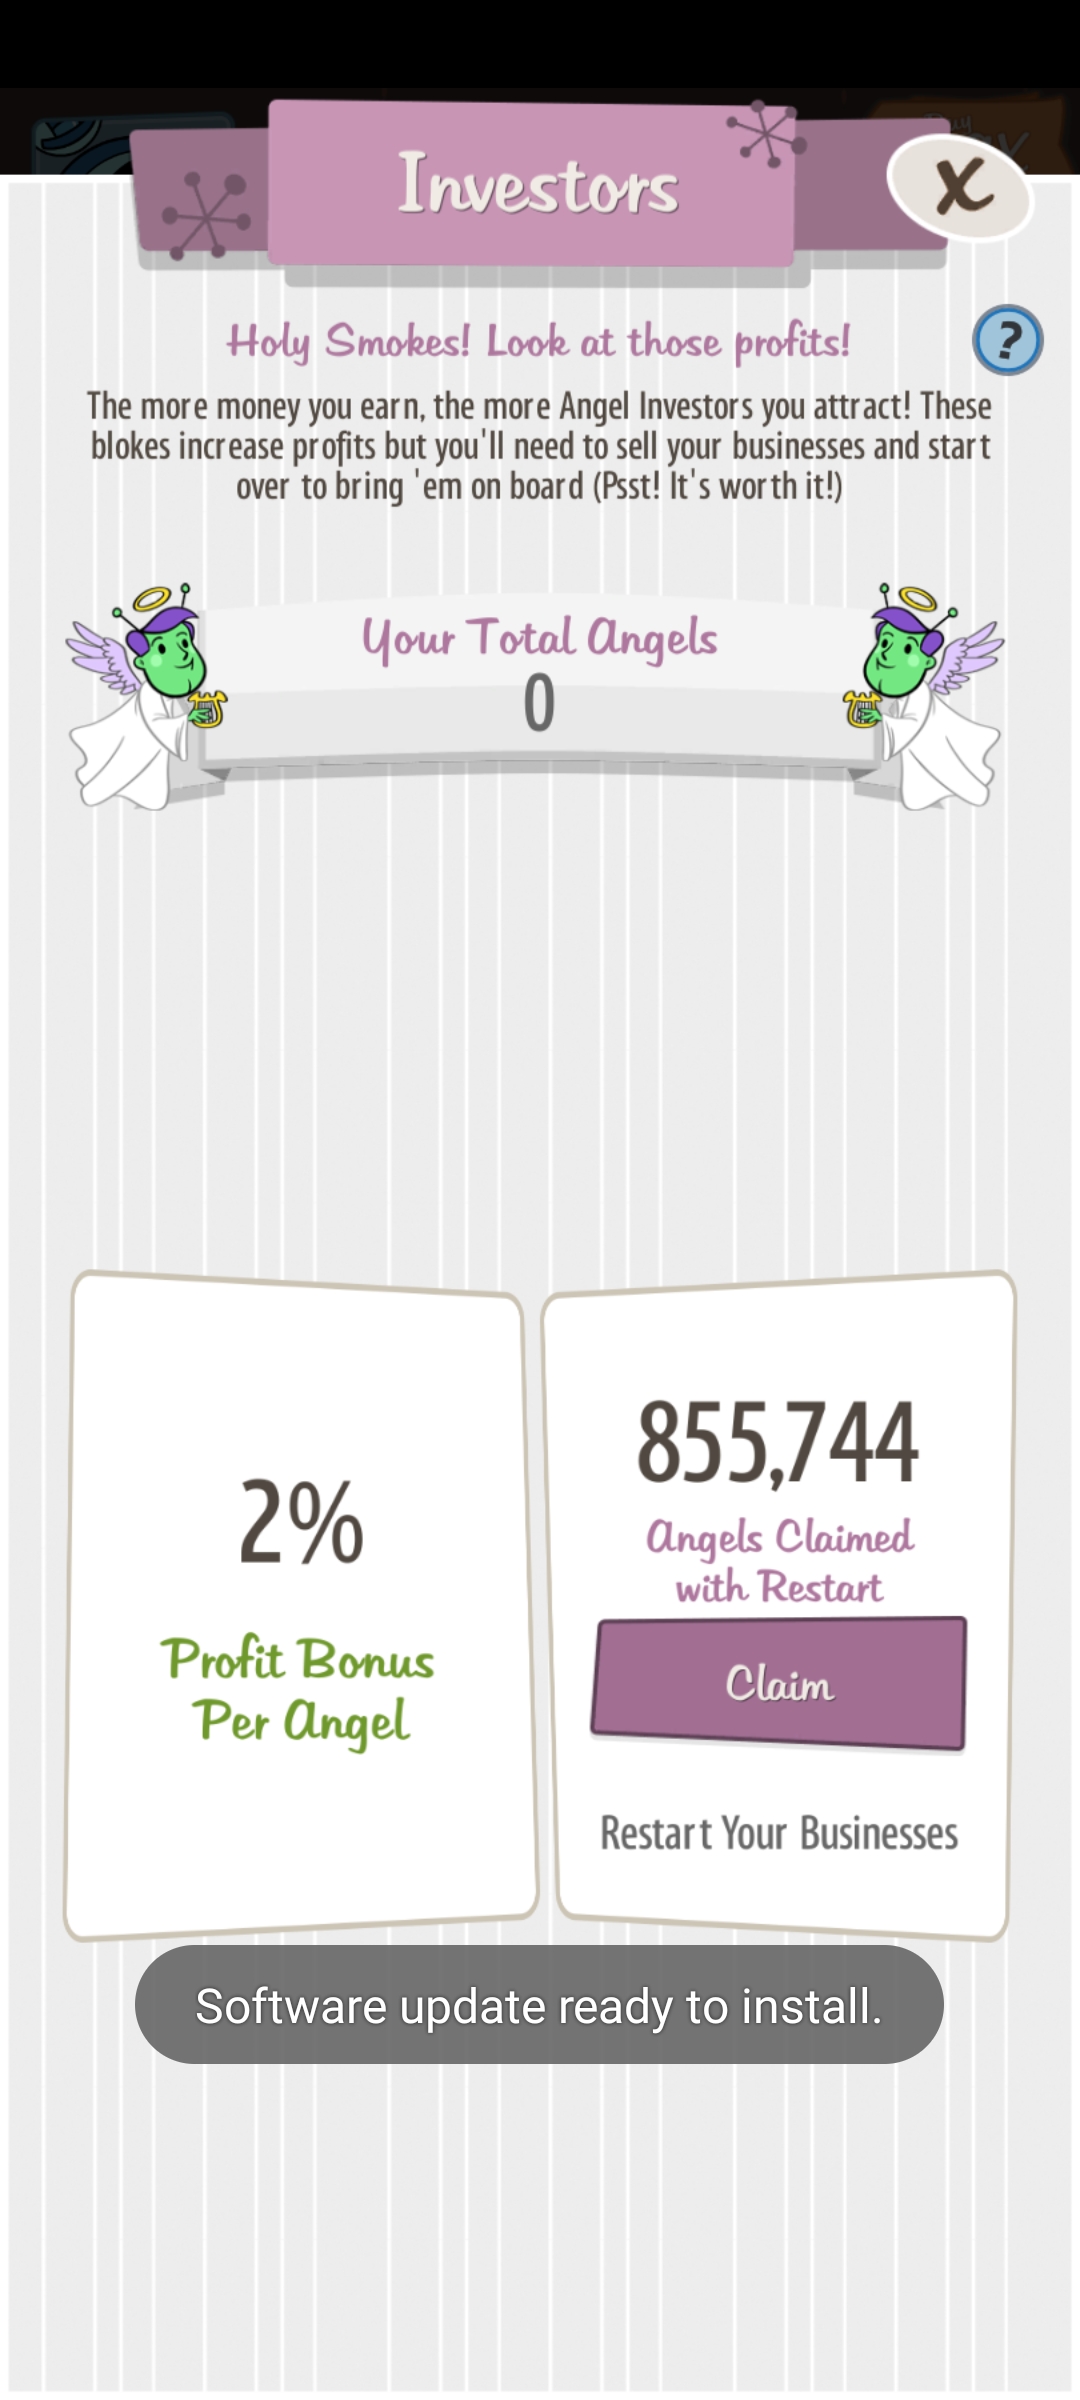 Investors
X
Holy Smokes! Look at those profits!
?
The more money you earn, the more Angel Investors you attract! These
blokes increase profits but you'll need to sell your businesses and start
over to bring 'em on board (Psst! It's worth it!)
Your Total Angels
0
2%
Profit Bonus
Per Angel
855,744
Angels Claimed
with Restart
Claim
Restart Your Businesses
Software update ready to install.